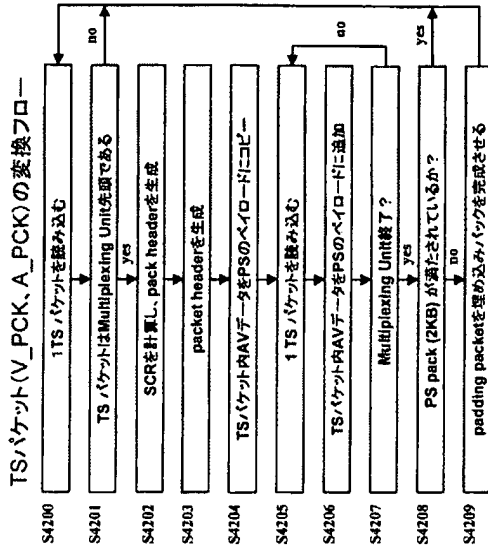 TSパケット(V_PCK、A_PCK)の変換フロー
S4200 1TSパケットを読み込む
S4201 TS パケットはMultiplexing Unit先頭である
no
yes
S4202 SCRを計算し、pack headerを生成
S4203 packet headerを生成
S4204 TSパケット内AVデータをPSのペイロードにコピー
S4205 1 TSパケットを読み込む
S4206 TSパケット内AVデータをPSのペイロードに追加
S4207 Multiplexing Unit終了？
no
yes
S4208 PS pack (2KB) が満たされているか？
yes
no
S4209 padding packetを埋め込みパックを完成させる